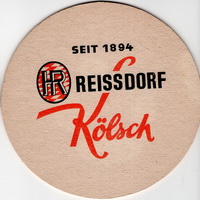 SEIT 1894
HR REISSDORF
Kölsch